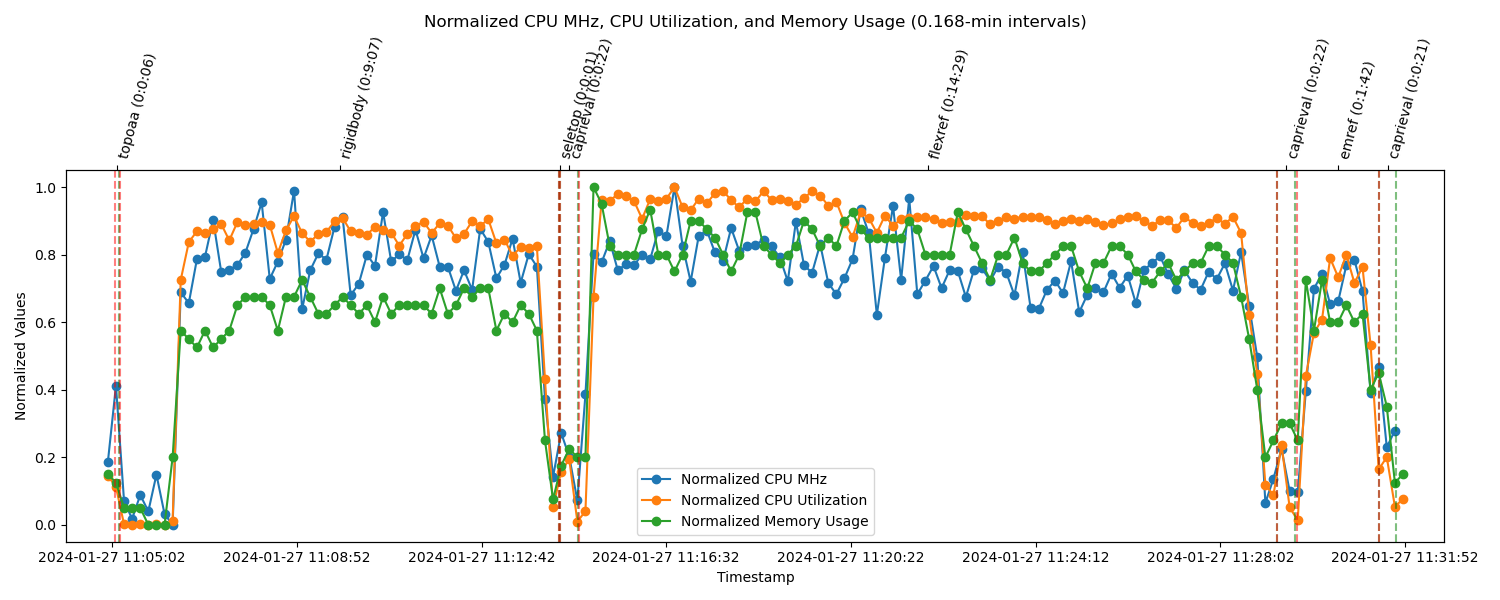 Normalized CPU MHz, CPU Utilization, and Memory Usage (0.168-min intervals)
topoaa (0:0:06)
rigidbody (0:9:07)
seletop (0:0:01)
caprieval (0:0:22)
flexref (0:14:29)
caprieval (0:0:22)
emref (0:1:42)
caprieval (0:0:21)
Normalized Values
1.0
0.8
0.6
0.4
0.2
0.0
Normalized CPU MHz
Normalized CPU Utilization
Normalized Memory Usage
2024-01-27 11:05:02
2024-01-27 11:08:52
2024-01-27 11:12:42
2024-01-27 11:16:32
2024-01-27 11:20:22
2024-01-27 11:24:12
2024-01-27 11:28:02
2024-01-27 11:31:52
Timestamp